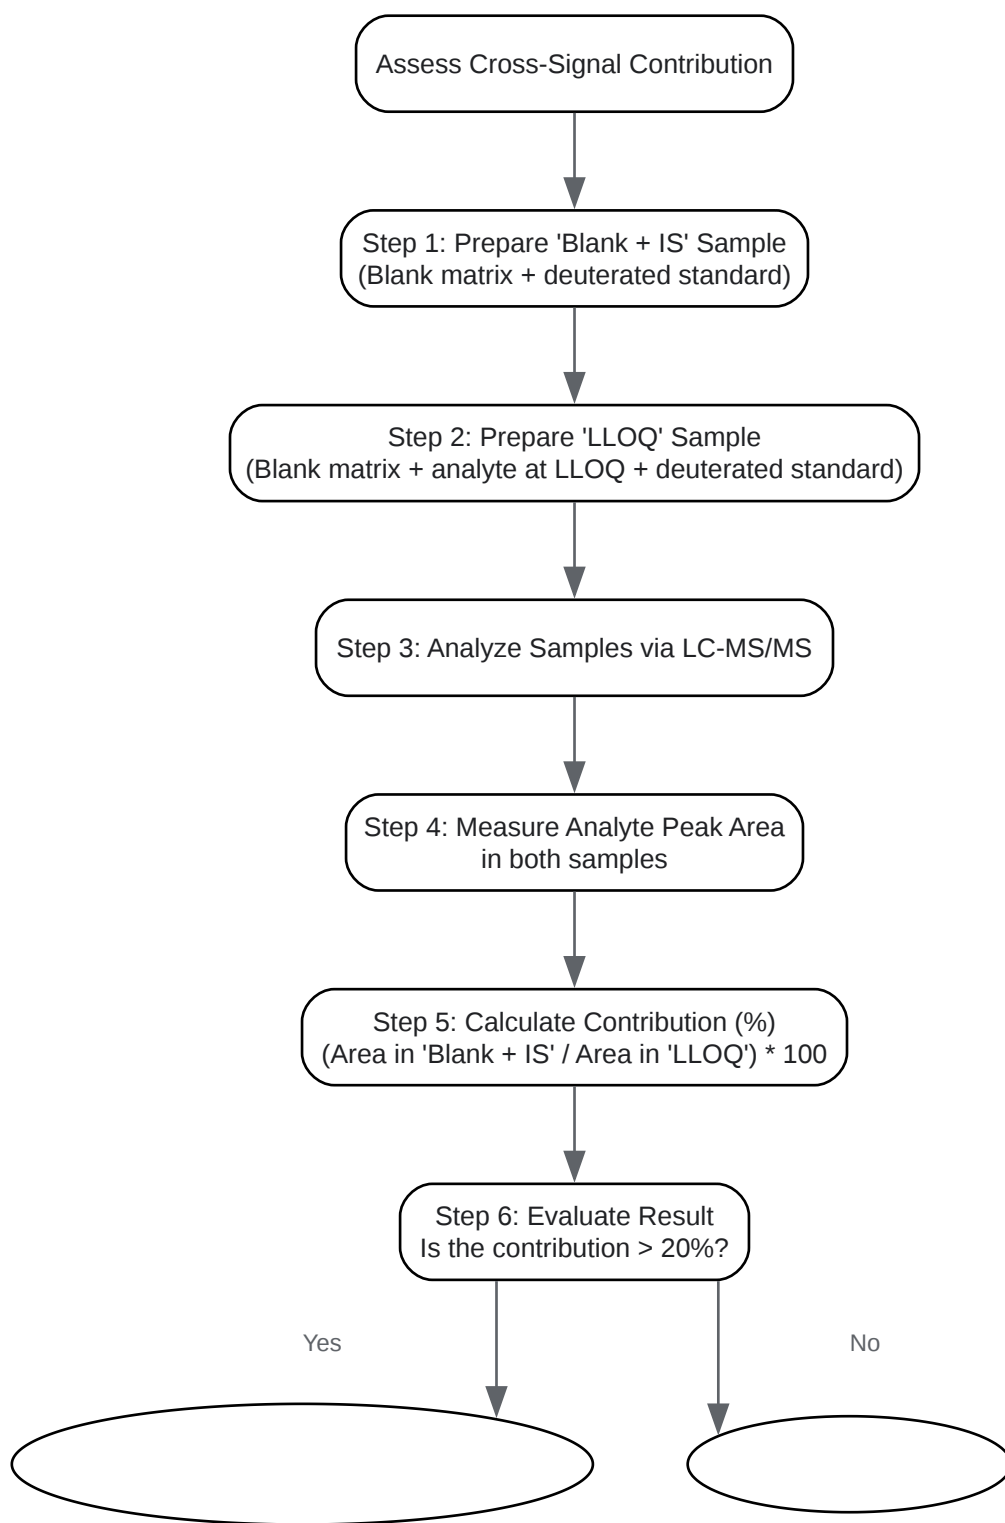 Assess Cross-Signal Contribution
Step 1: Prepare 'Blank + IS' Sample
(Blank matrix + deuterated standard)
Step 2: Prepare 'LLOQ' Sample
(Blank matrix + analyte at LLOQ + deuterated standard)
Step 3: Analyze Samples via LC-MS/MS
Step 4: Measure Analyte Peak Area
in both samples
Step 5: Calculate Contribution (%)
(Area in 'Blank + IS' / Area in 'LLOQ') * 100
Step 6: Evaluate Result
Is the contribution > 20%?
Yes
No